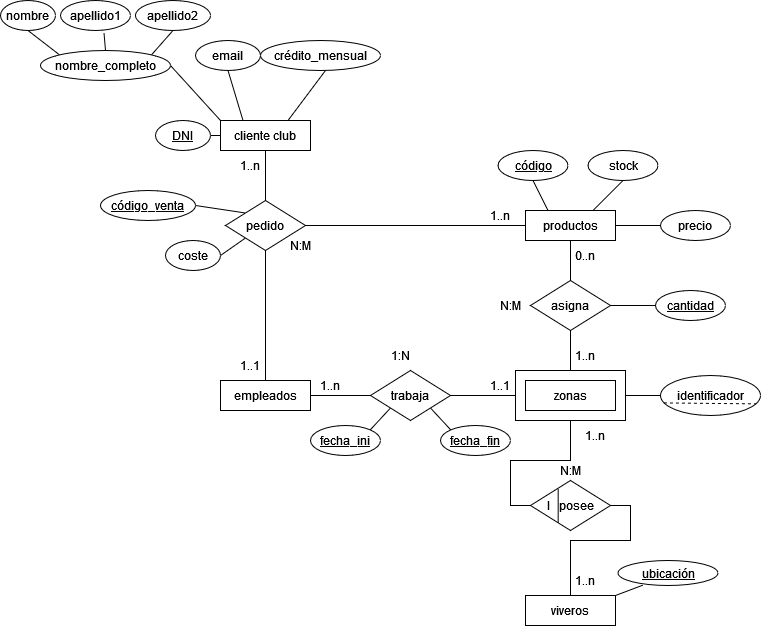 nombre
apellido1
apellido2
nombre_completo
email
crédito_mensual
DNI
cliente club
1..n
código
stock
código_venta
pedido
1..n
productos
precio
N:M
coste
0..n
N:M
asigna
cantidad
1:N
1..n
1..1
empleados
1..n
trabaja
1..1
zonas
identificador
fecha_ini
fecha_fin
1..n
N:M
I
posee
1..n
ubicación
viveros